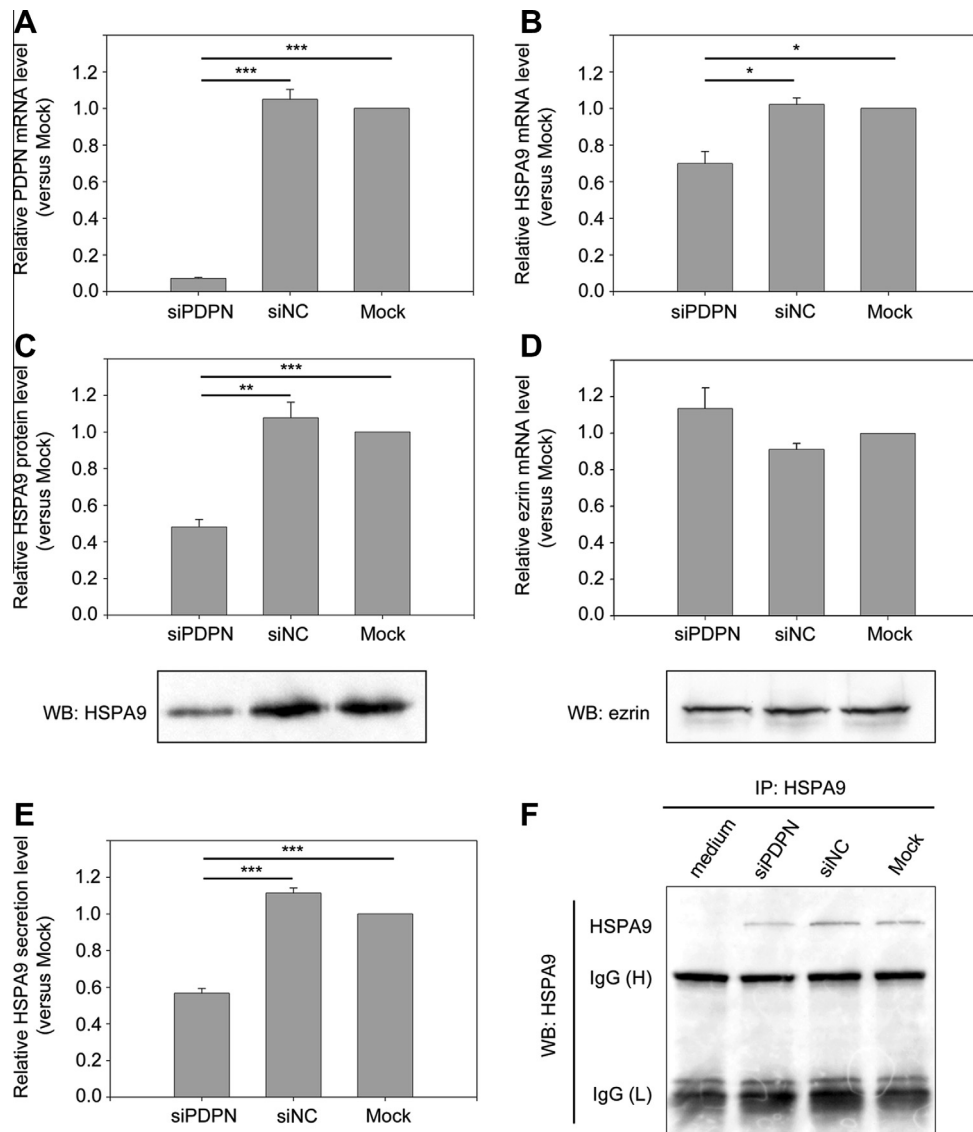 A
Relative PDPN mRNA level
(versus Mock)
1.2
1.0
0.8
0.6
0.4
0.2
0.0
***
***
siPDPN siNC Mock
B
Relative HSPA9 mRNA level
(versus Mock)
1.2
1.0
0.8
0.6
0.4
0.2
0.0
*
*
siPDPN siNC Mock
C
Relative HSPA9 protein level
(versus Mock)
1.2
1.0
0.8
0.6
0.4
0.2
0.0
***
**
siPDPN siNC Mock
WB: HSPA9
D
Relative ezrin mRNA level
(versus Mock)
1.2
1.0
0.8
0.6
0.4
0.2
0.0
siPDPN siNC Mock
WB: ezrin
E
Relative HSPA9 secretion level
(versus Mock)
1.2
1.0
0.8
0.6
0.4
0.2
0.0
***
***
siPDPN siNC Mock
F
IP: HSPA9
medium siPDPN siNC Mock
WB: HSPA9
HSPA9
IgG (H)
IgG (L)